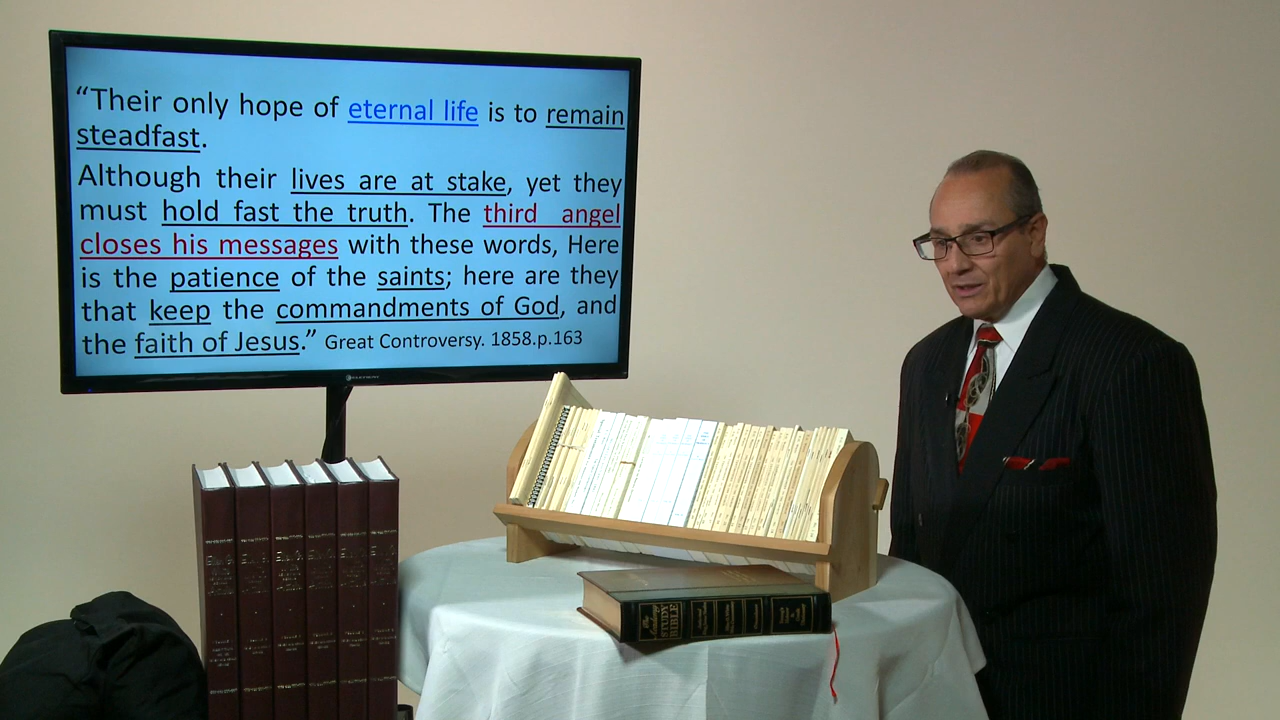 “Their only hope of eternal life is to remain
steadfast.
Although their lives are at stake, yet they
must hold fast the truth. The third angel
closes his messages with these words, Here
is the patience of the saints; here are they
that keep the commandments of God, and
the faith of Jesus.” Great Controversy. 1858.p.163
STUDY
BIBLE